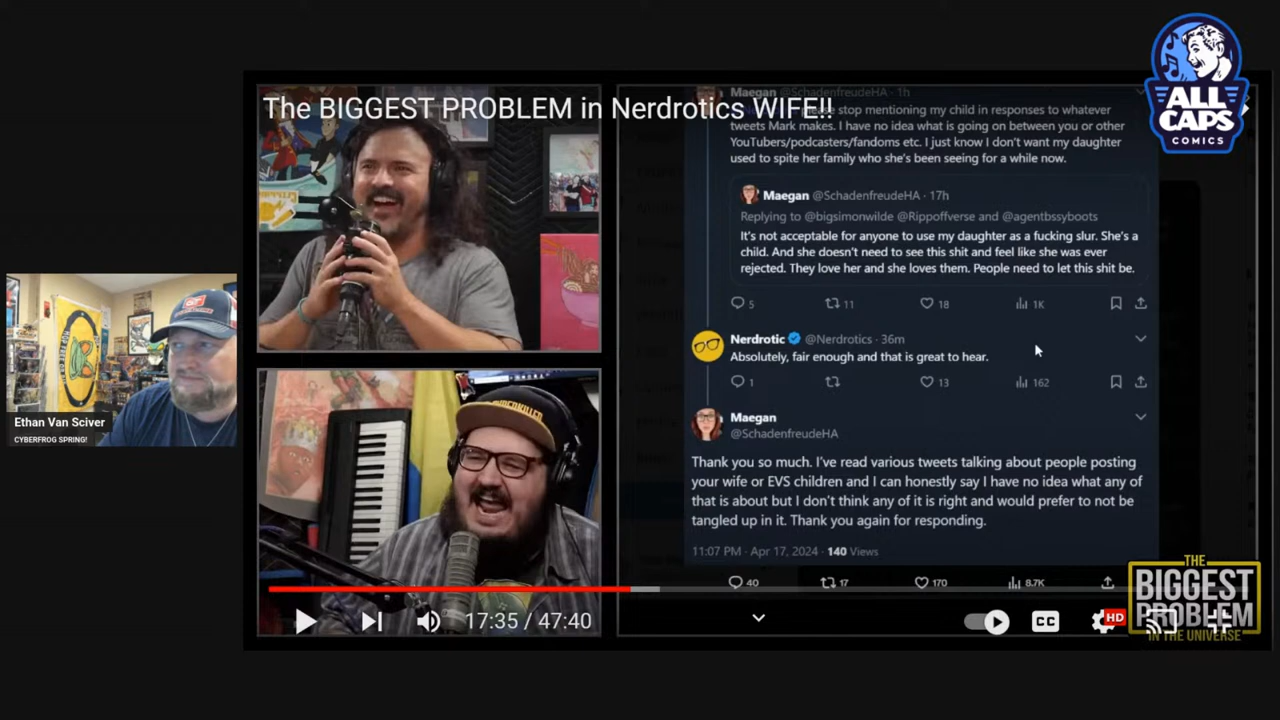 The BIGGEST PROBLEM in Nerdrotics WIFE!!
ALL
CAPS
COMICS
Maegan @SchadenfreudeHA · 1h
stop mentioning my child in responses to whatever
tweets Mark makes. I have no idea what is going on between you or other
YouTubers/podcasters/fandoms etc. I just know I don't want my daughter
used to spite her family who she's been seeing for a while now.
Maegan @SchadenfreudeHA · 17h
Replying to @bigsimonwilde @Rippoffverse and @agentbssyboots
It's not acceptable for anyone to use my daughter as a fucking slur. She's a
child. And she doesn't need to see this shit and feel like she was ever
rejected. They love her and she loves them. People need to let this shit be.
5 11 18 1K
Nerdrotic @Nerdrotics · 36m
Absolutely, fair enough and that is great to hear.
1 13 162
Maegan
@SchadenfreudeHA
Thank you so much. I've read various tweets talking about people posting
your wife or EVS children and I can honestly say I have no idea what any of
that is about but I don't think any of it is right and would prefer to not be
tangled up in it. Thank you again for responding.
11:07 PM · Apr 17, 2024 · 140 Views
40 17 170 8.7K
Ethan Van Sciver
CYBERFROG SPRING!
17:35 / 47:40
CC
HD
THE
BIGGEST
PROBLEM
IN THE UNIVERSE